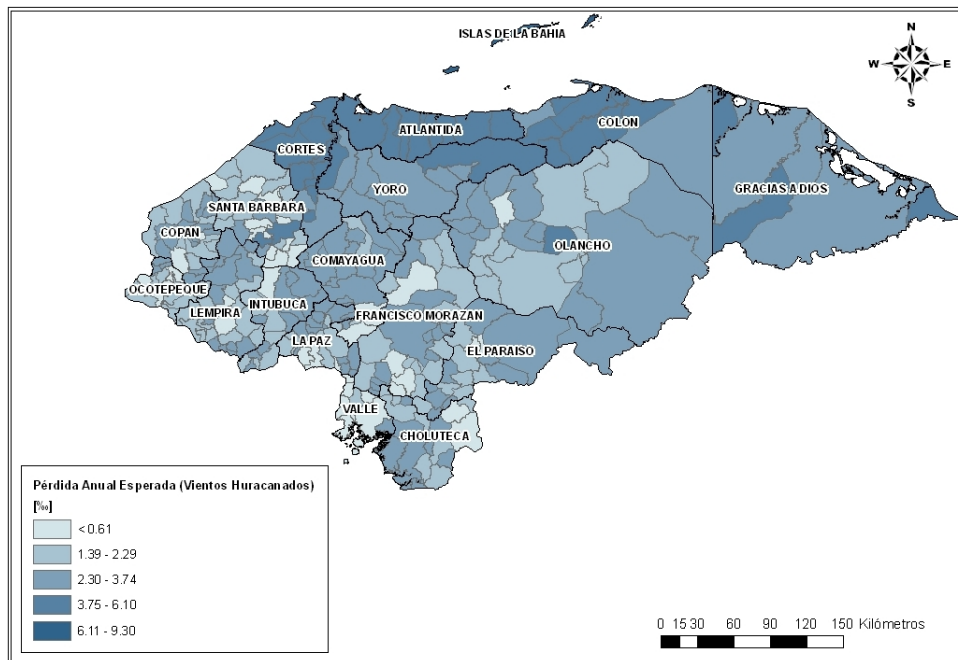 ISLAS DE LA BAHIA
N
W E
S
ATLANTIDA
COLON
CORTES
YORO
GRACIAS A DIOS
SANTA BARBARA
COPAN
OLANCHO
COMAYAGUA
OCOTEPEQUE
INTUBUCA
LEMPIRA
FRANCISCO MORAZAN
LA PAZ
EL PARAISO
VALLE
CHOLUTECA
Pérdida Anual Esperada (Vientos Huracanados)
[‰]
< 0.61
1.39 - 2.29
2.30 - 3.74
3.75 - 6.10
6.11 - 9.30
0 15 30 60 90 120 150 Kilómetros